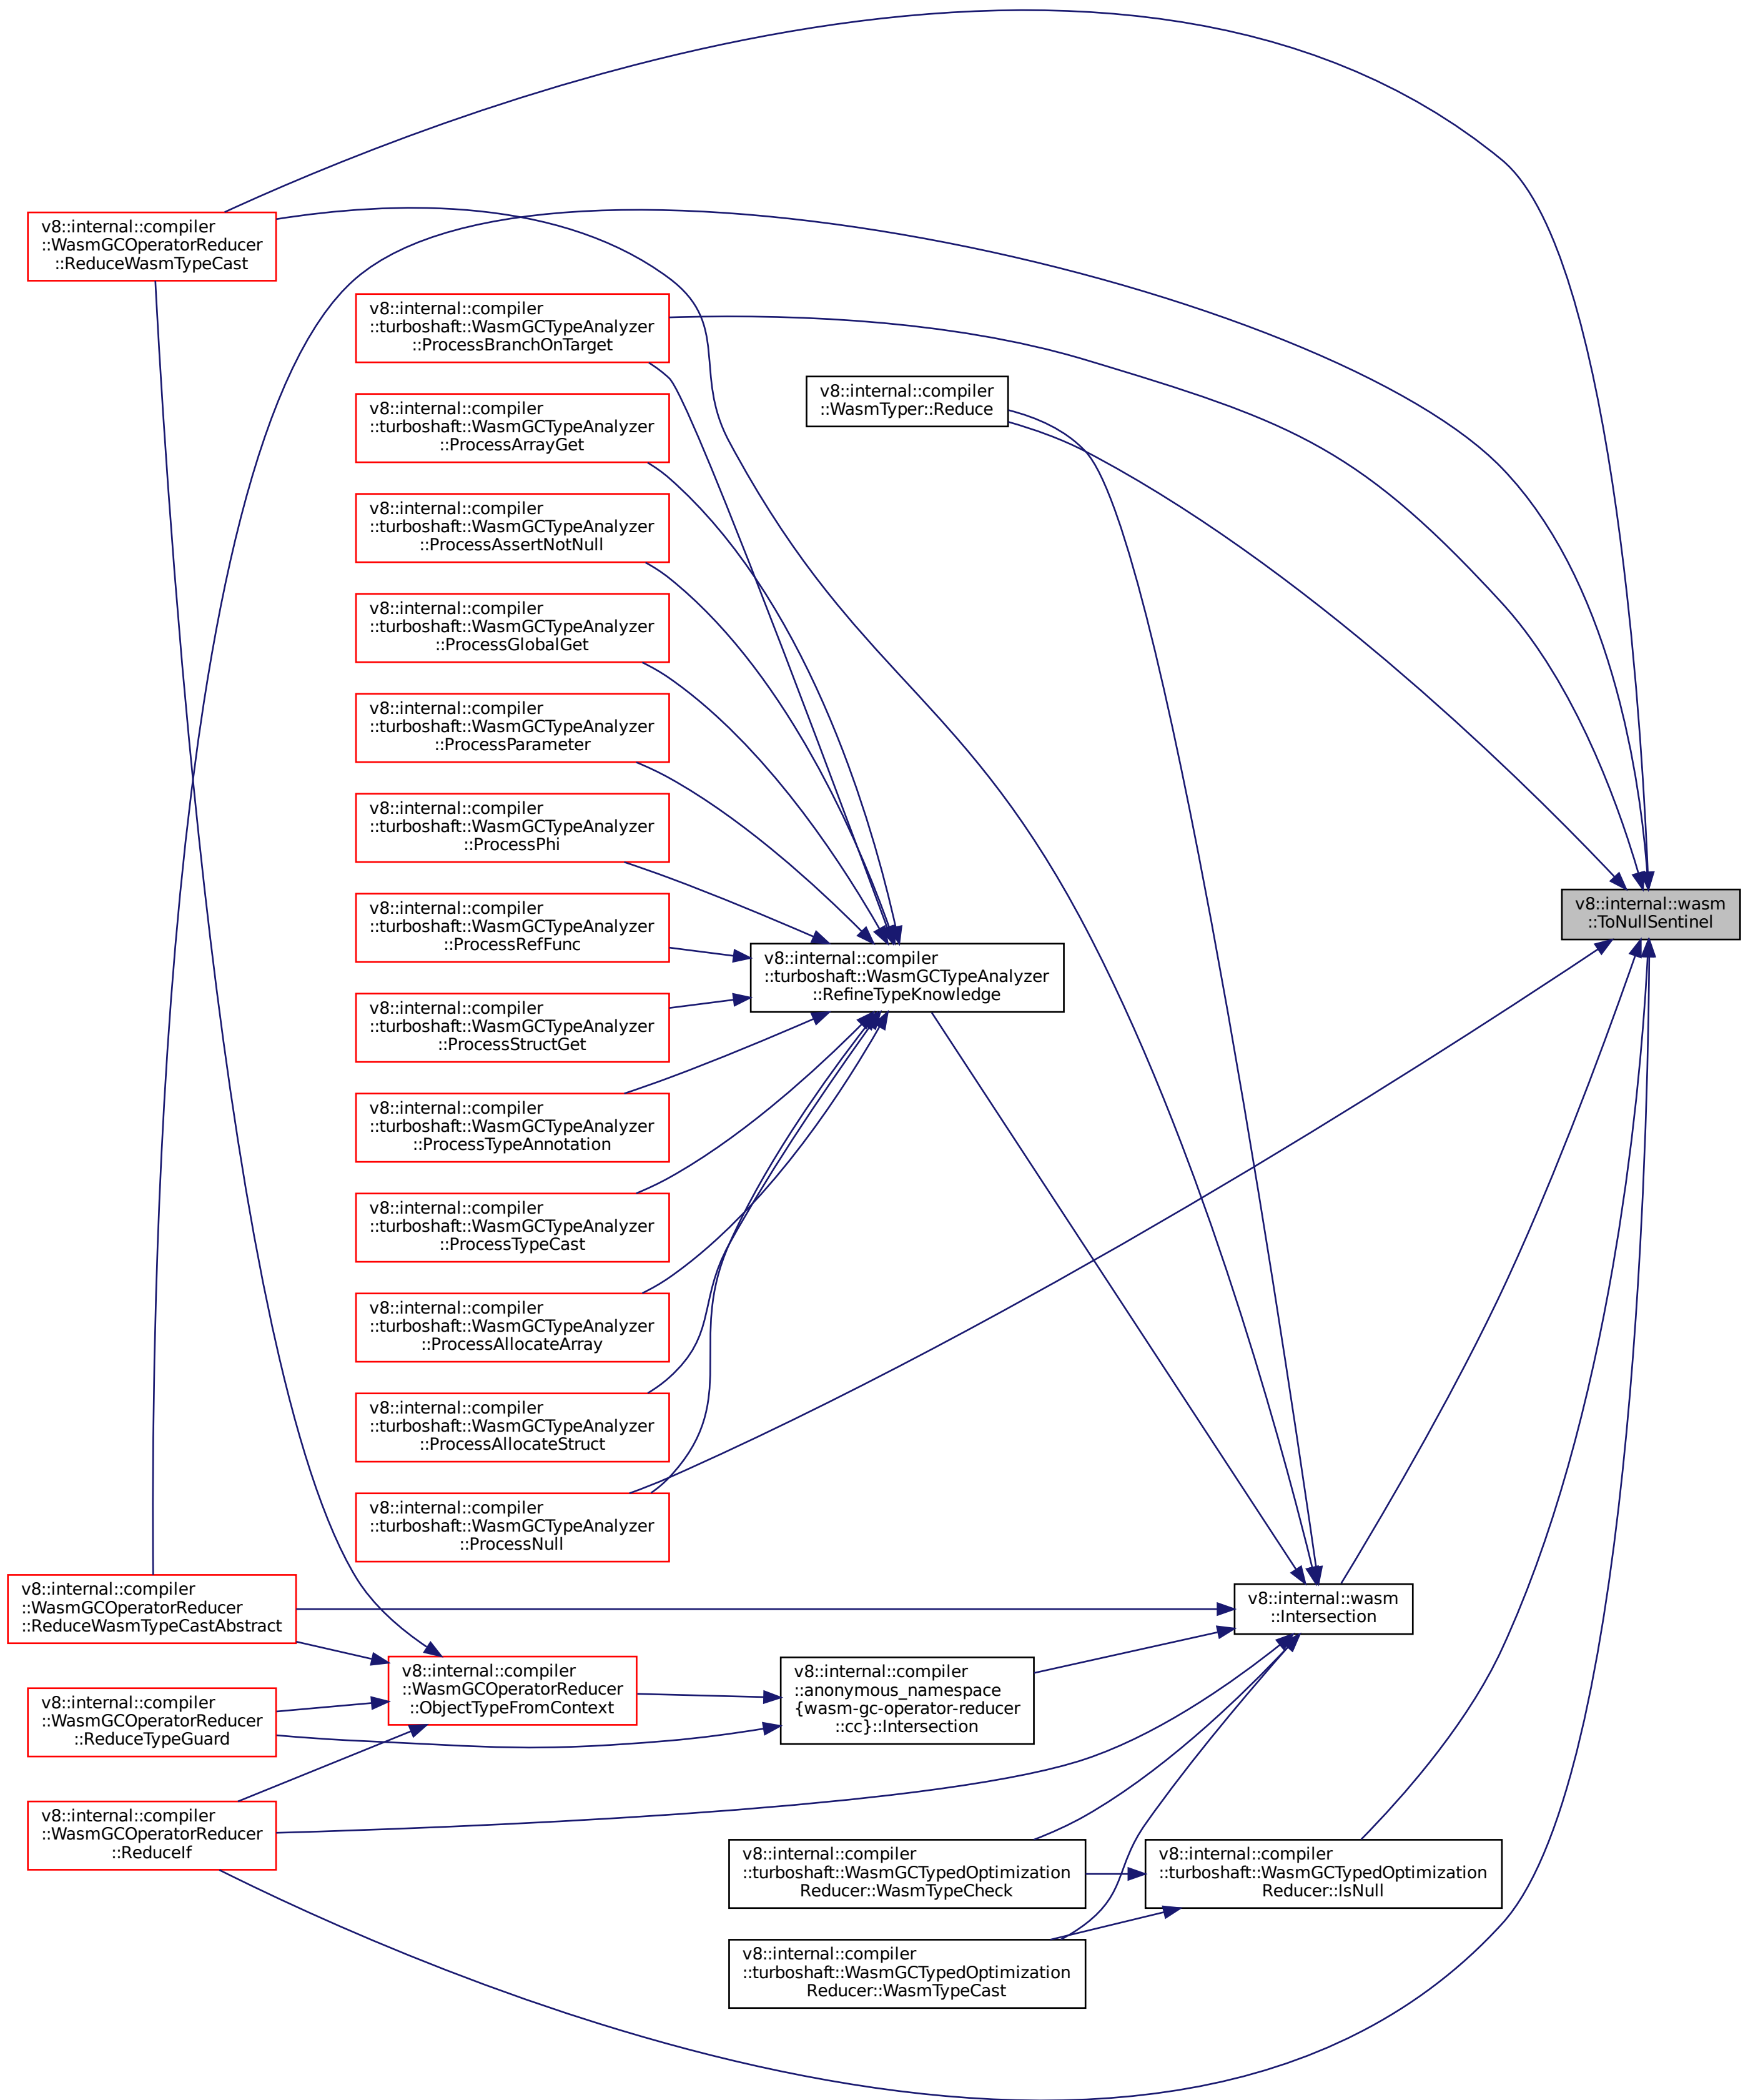 v8::internal::compiler
::WasmGCOperatorReducer
::ReduceWasmTypeCast
v8::internal::compiler
::turboshaft::WasmGCTypeAnalyzer
::ProcessBranchOnTarget
v8::internal::compiler
::WasmTyper::Reduce
v8::internal::compiler
::turboshaft::WasmGCTypeAnalyzer
::ProcessArrayGet
v8::internal::compiler
::turboshaft::WasmGCTypeAnalyzer
::ProcessAssertNotNull
v8::internal::compiler
::turboshaft::WasmGCTypeAnalyzer
::ProcessGlobalGet
v8::internal::compiler
::turboshaft::WasmGCTypeAnalyzer
::ProcessParameter
v8::internal::compiler
::turboshaft::WasmGCTypeAnalyzer
::ProcessPhi
v8::internal::compiler
::turboshaft::WasmGCTypeAnalyzer
::ProcessRefFunc
v8::internal::wasm
::ToNullSentinel
v8::internal::compiler
::turboshaft::WasmGCTypeAnalyzer
::RefineTypeKnowledge
v8::internal::compiler
::turboshaft::WasmGCTypeAnalyzer
::ProcessStructGet
v8::internal::compiler
::turboshaft::WasmGCTypeAnalyzer
::ProcessTypeAnnotation
v8::internal::compiler
::turboshaft::WasmGCTypeAnalyzer
::ProcessTypeCast
v8::internal::compiler
::turboshaft::WasmGCTypeAnalyzer
::ProcessAllocateArray
v8::internal::compiler
::turboshaft::WasmGCTypeAnalyzer
::ProcessAllocateStruct
v8::internal::compiler
::turboshaft::WasmGCTypeAnalyzer
::ProcessNull
v8::internal::compiler
::WasmGCOperatorReducer
::ReduceWasmTypeCastAbstract
v8::internal::wasm
::Intersection
v8::internal::compiler
::WasmGCOperatorReducer
::ObjectTypeFromContext
v8::internal::compiler
::anonymous_namespace
{wasm-gc-operator-reducer
::cc}::Intersection
v8::internal::compiler
::WasmGCOperatorReducer
::ReduceTypeGuard
v8::internal::compiler
::WasmGCOperatorReducer
::ReduceIf
v8::internal::compiler
::turboshaft::WasmGCTypedOptimization
Reducer::WasmTypeCheck
v8::internal::compiler
::turboshaft::WasmGCTypedOptimization
Reducer::IsNull
v8::internal::compiler
::turboshaft::WasmGCTypedOptimization
Reducer::WasmTypeCast